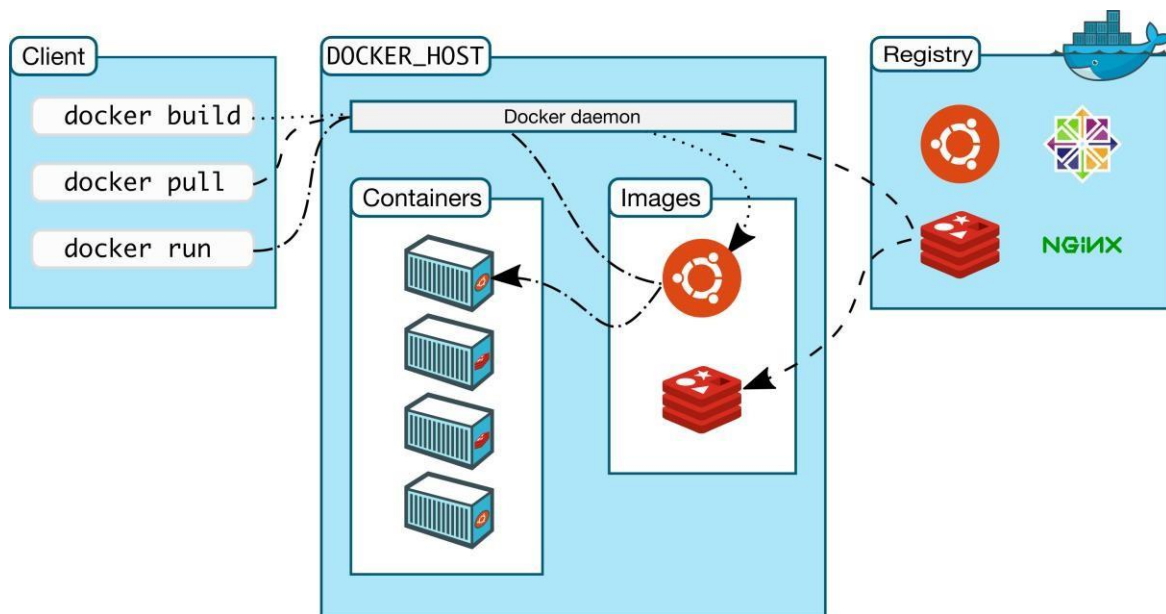 Client
docker build
docker pull
docker run
DOCKER_HOST
Docker daemon
Containers
Images
Registry
NGINX